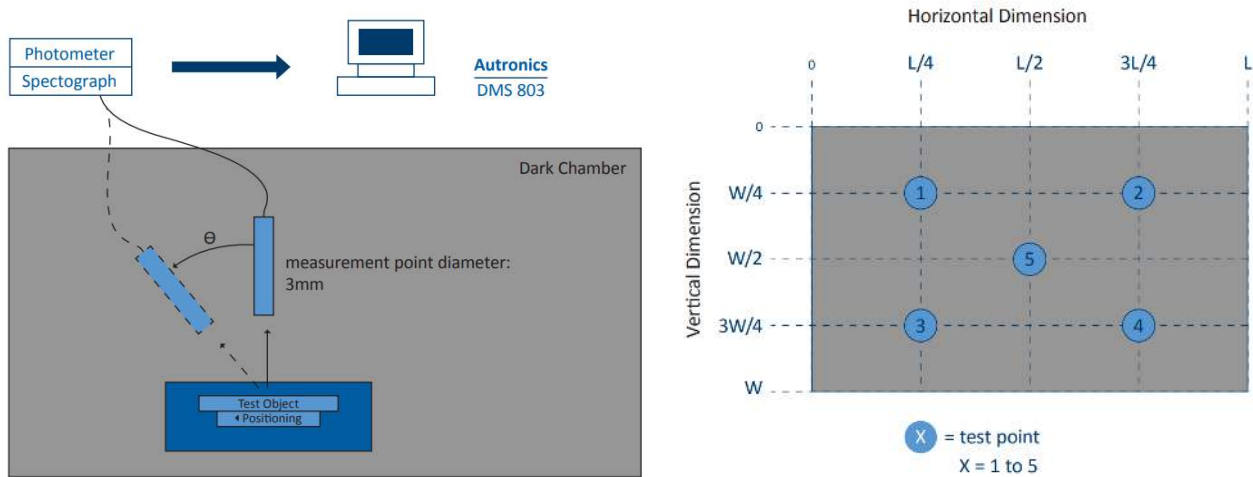 Photometer
Spectograph
Autronics
DMS 803
Dark Chamber
Θ
measurement point diameter:
3mm
Test Object
Positioning
Horizontal Dimension
0 L/4 L/2 3L/4 L
Vertical Dimension
0
W/4
W/2
3W/4
W
1 2
5
3 4
X = test point
X = 1 to 5